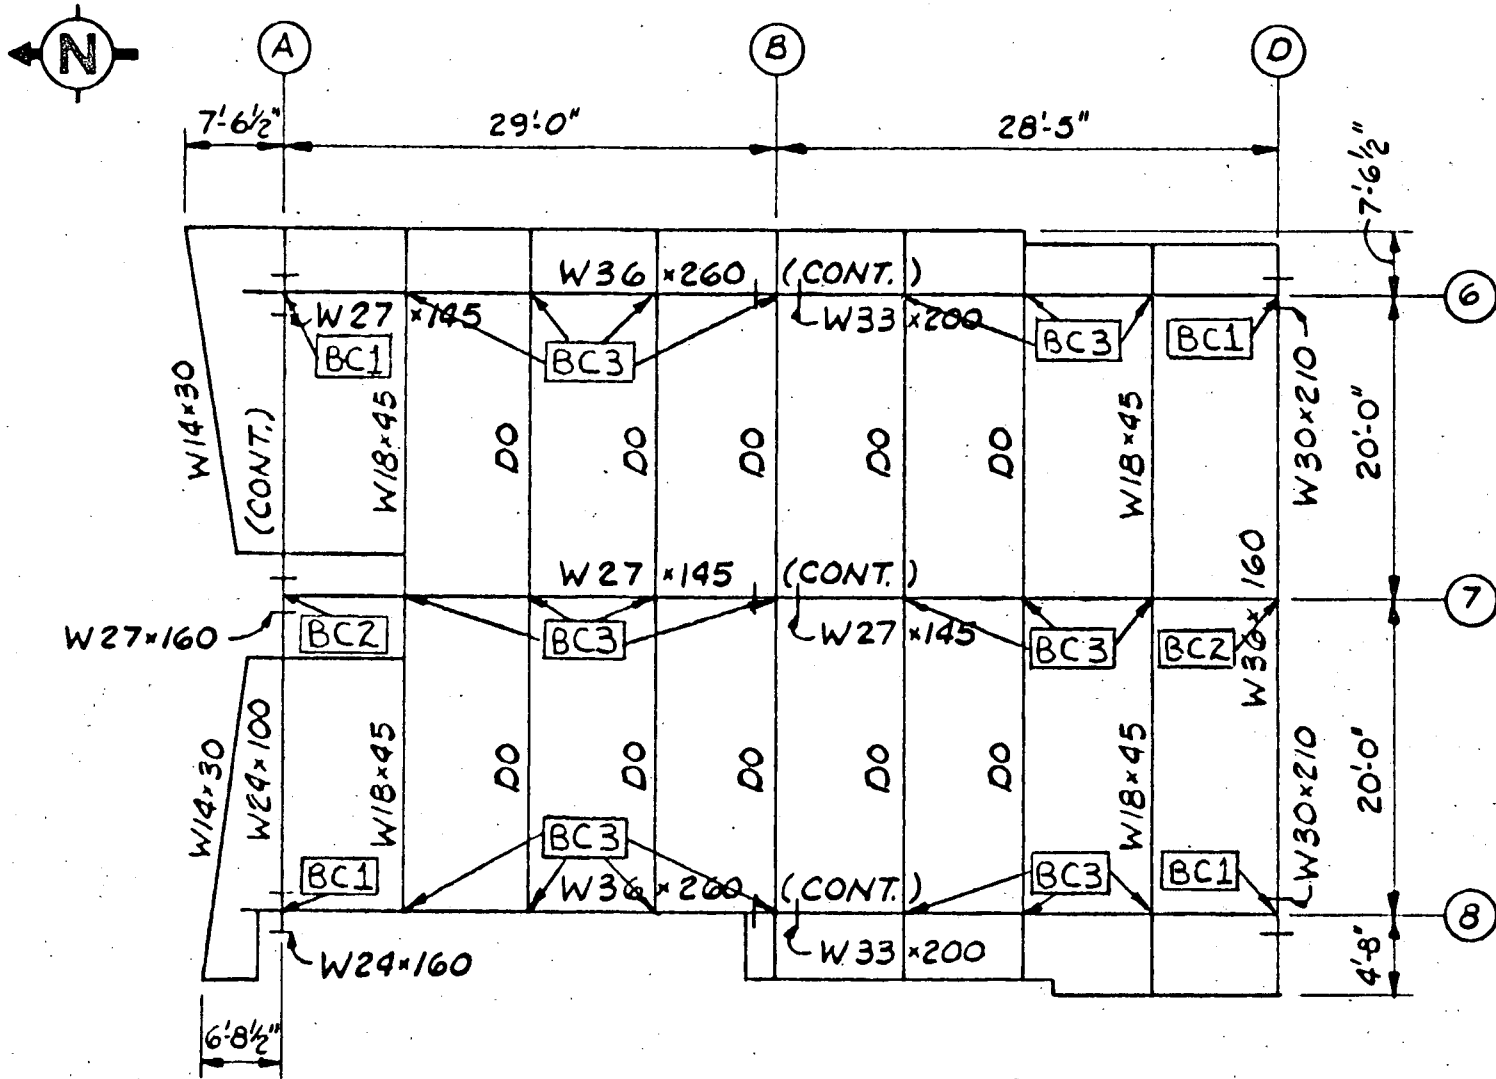 N
A
B
D
7'-6½"
29'-0"
28'-5"
7'-6½"
W36×260 (CONT.)
6
W27×145
W33×200
BC1
BC3
BC3
BC1
W14×30
(CONT.)
W18×45
DO
DO
DO
DO
DO
W18×45
W30×210
20'-0"
W27×145 (CONT.)
W36×160
7
W27×160
BC2
BC3
W27×145
BC3
BC2
W14×30
W24×100
W18×45
DO
DO
DO
DO
DO
W18×45
W30×210
20'-0"
BC1
BC3
BC3
BC1
W36×260 (CONT.)
8
W24×160
W33×200
4'-8"
6'-8½"